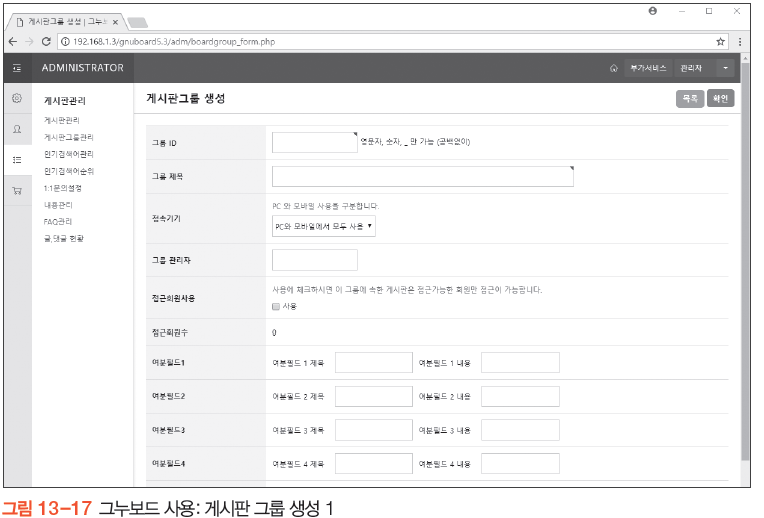 게시판그룹 생성 | 그누보
192.168.1.3/gnuboard5.3/adm/boardgroup_form.php
ADMINISTRATOR
부가서비스 관리자
게시판관리
게시판관리
게시판그룹관리
인기검색어관리
인기검색어순위
1:1문의설정
내용관리
FAQ관리
글,댓글 현황
게시판그룹 생성
목록 확인
그룹 ID 영문자, 숫자, _ 만 가능 (공백없이)
그룹 제목
접속기기 PC 와 모바일 사용을 구분합니다.
PC와 모바일에서 모두 사용
그룹 관리자
접근회원사용 사용에 체크하시면 이 그룹에 속한 게시판은 접근가능한 회원만 접근이 가능합니다.
사용
접근회원수 0
여분필드1 여분필드 1 제목 여분필드 1 내용
여분필드2 여분필드 2 제목 여분필드 2 내용
여분필드3 여분필드 3 제목 여분필드 3 내용
여분필드4 여분필드 4 제목 여분필드 4 내용
그림 13-17 그누보드 사용: 게시판 그룹 생성 1